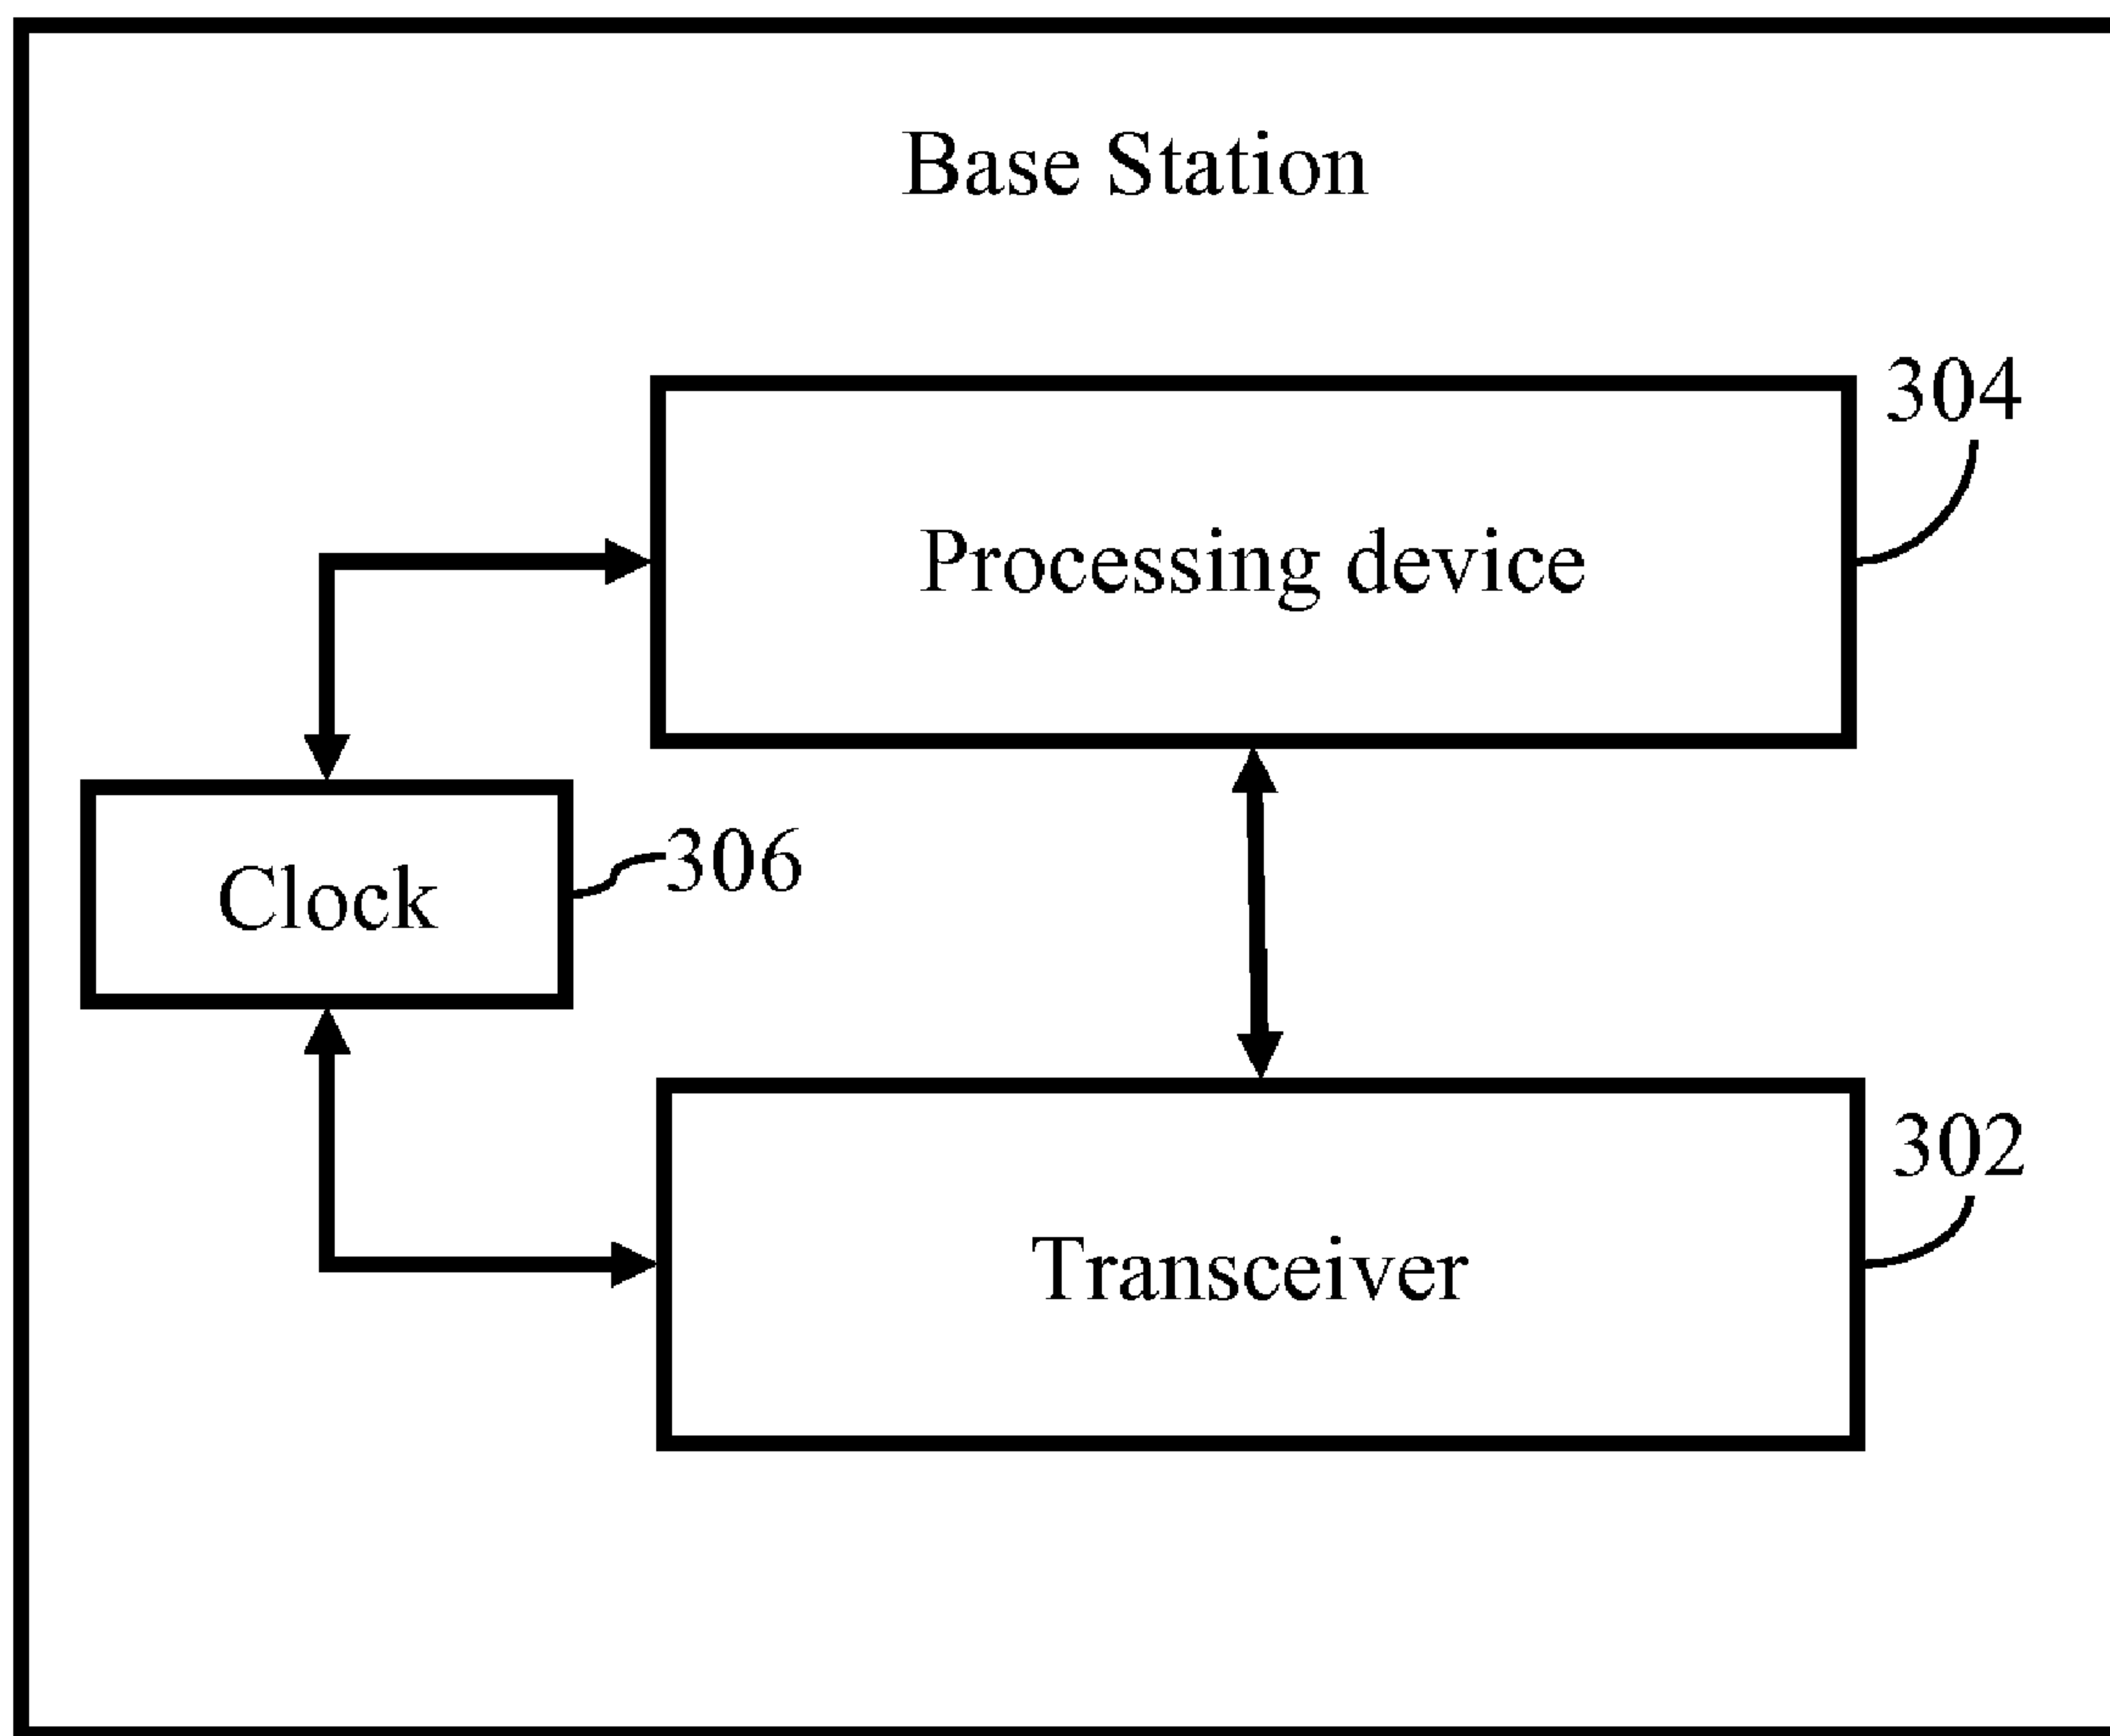 Base Station
304
Processing device
306
Clock
302
Transceiver